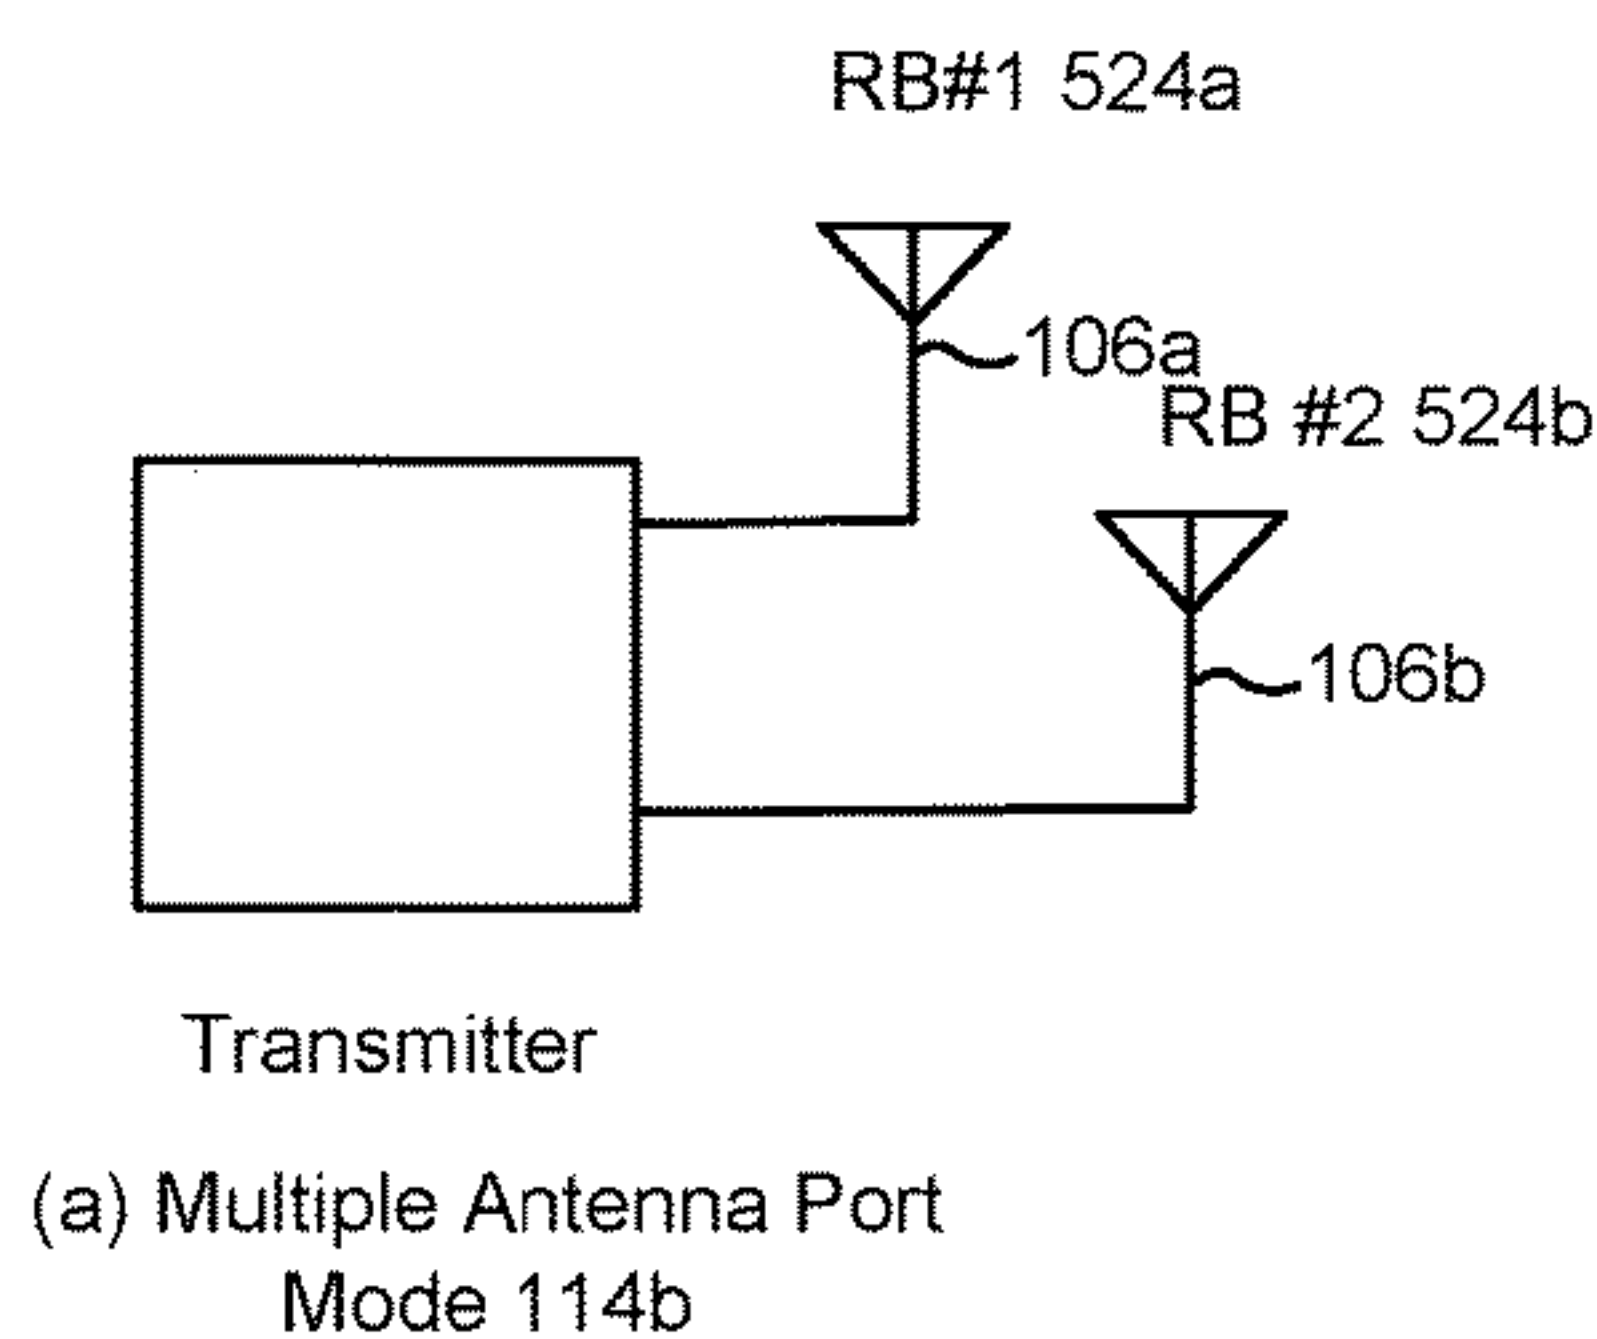 RB#1 524a
106a
RB #2 524b
106b
Transmitter
(a) Multiple Antenna Port
Mode 114b